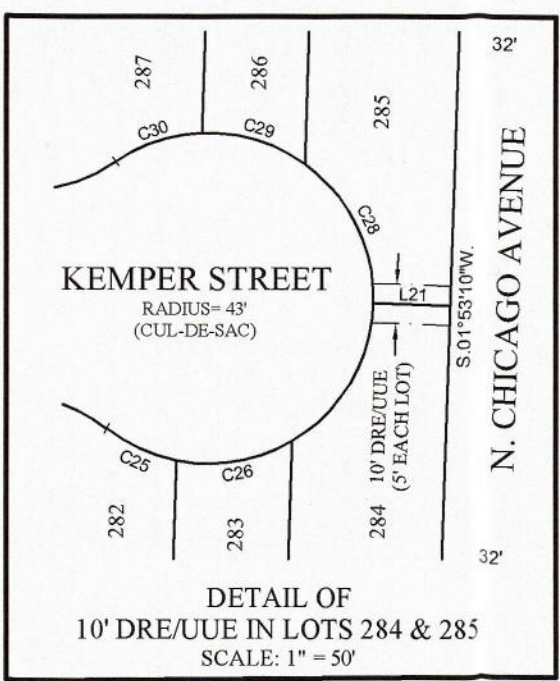 287
286
285
32'
C30
C29
C28
N. CHICAGO AVENUE
KEMPER STREET
RADIUS= 43'
(CUL-DE-SAC)
L21
S.01°53'10"W.
10' DRE/UUE
(5' EACH LOT)
C25
C26
282
283
284
32'
DETAIL OF
10' DRE/UUE IN LOTS 284 & 285
SCALE: 1" = 50'